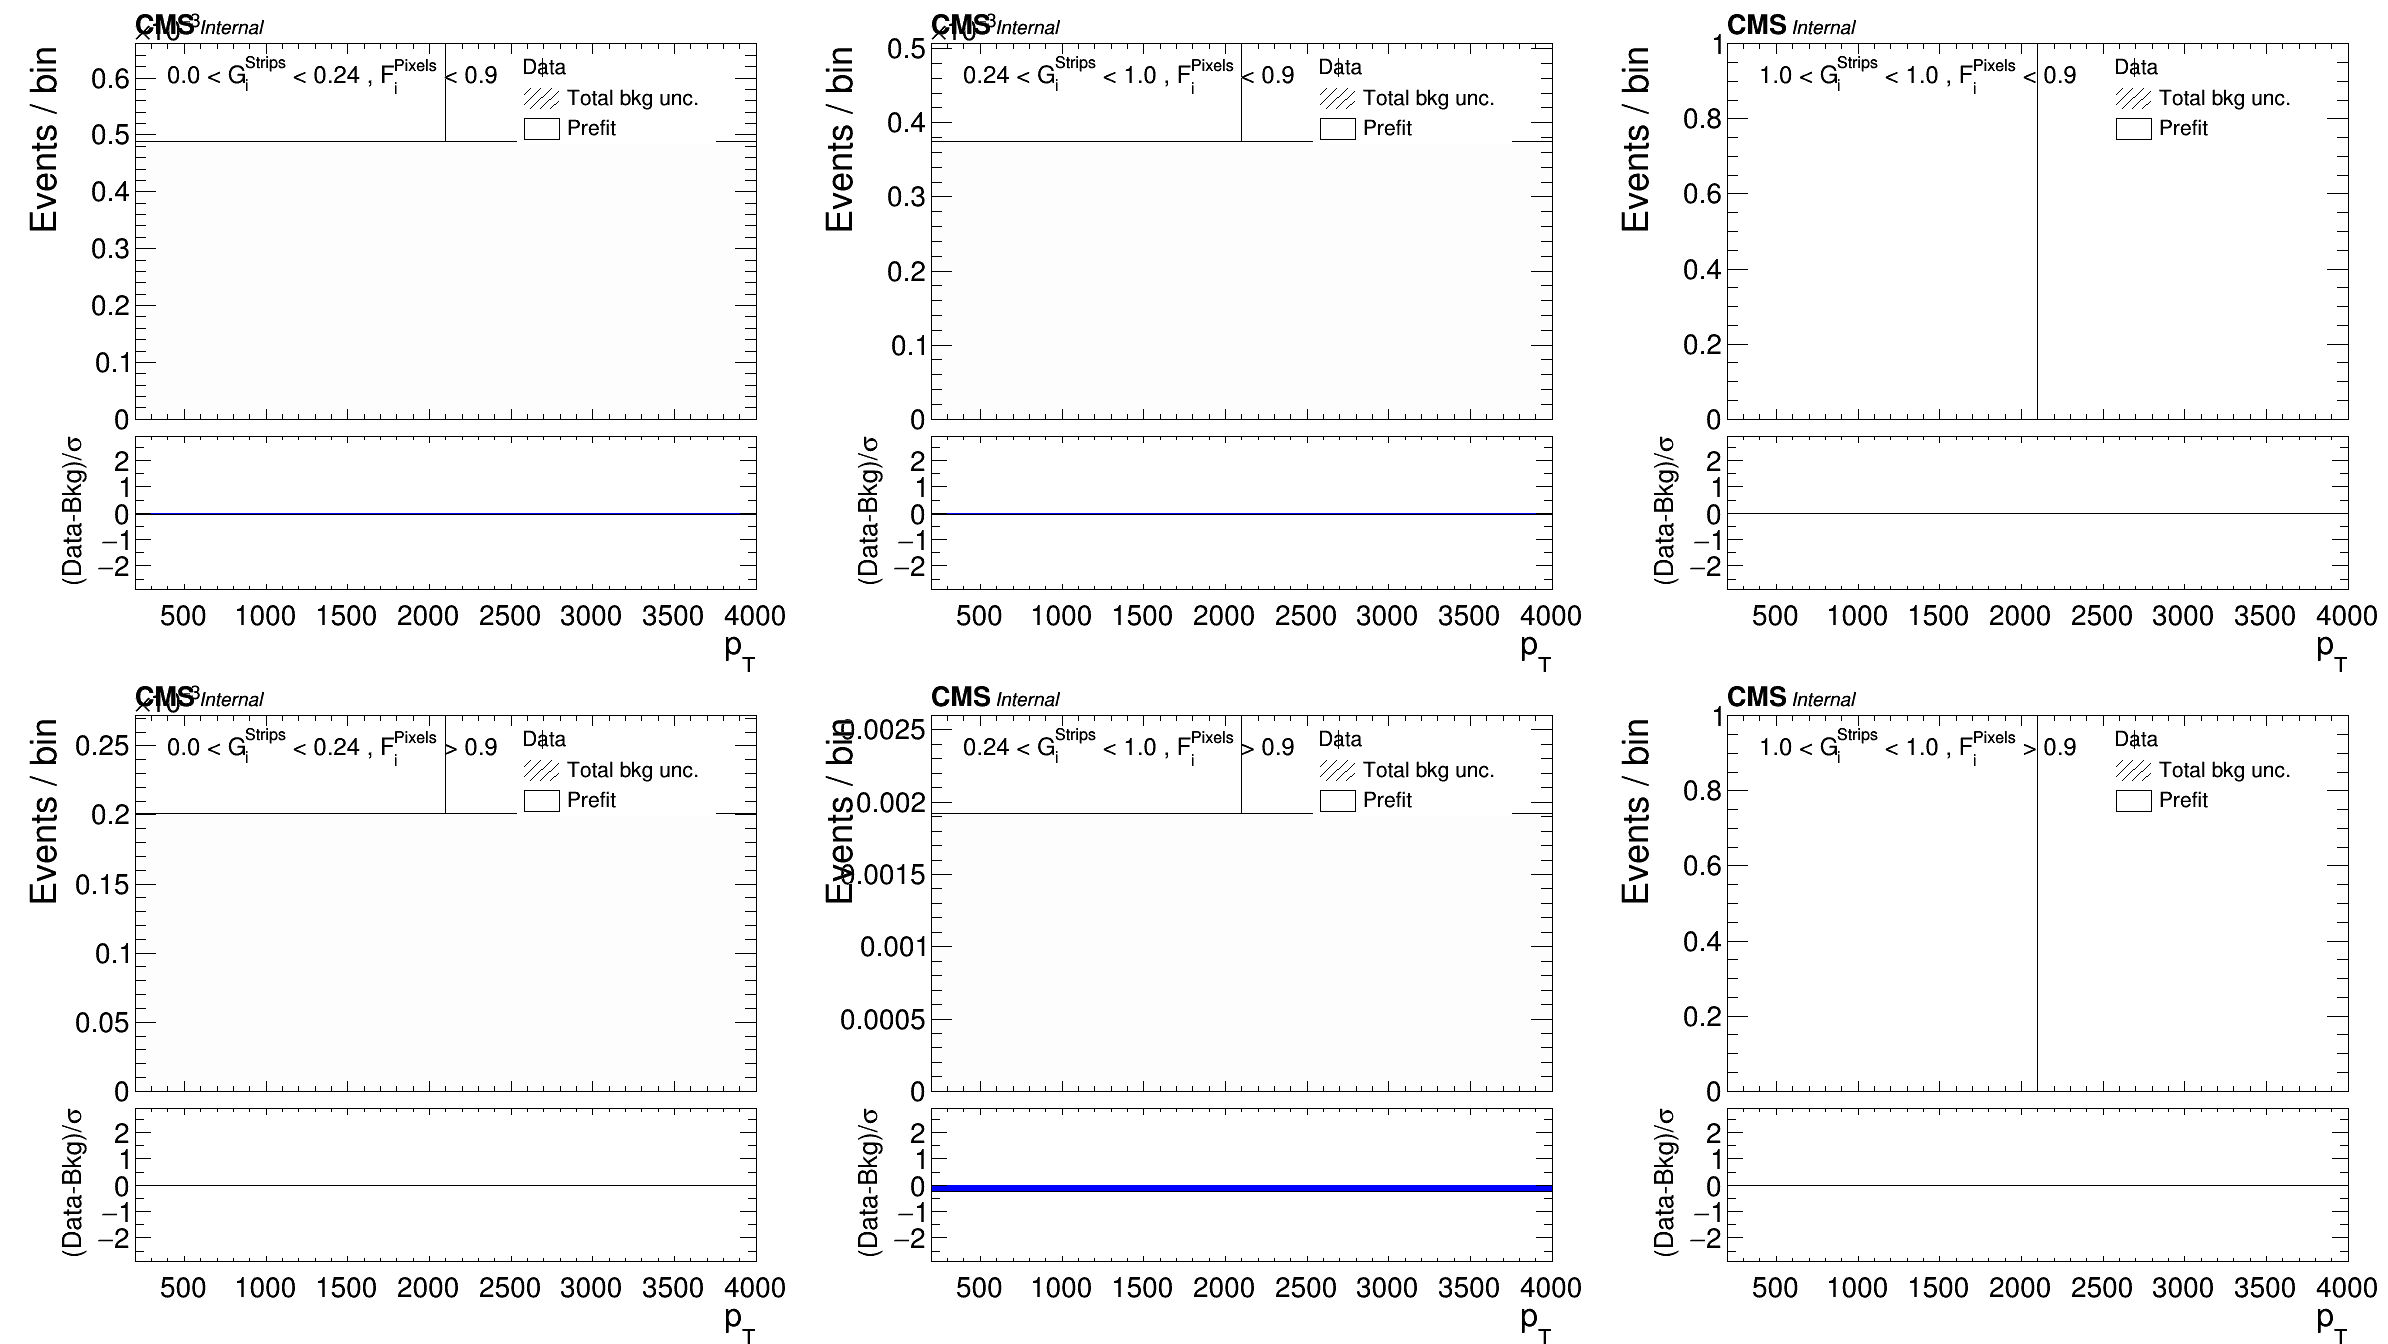 CMS Internal
×10⁻³
Events / bin
0.0 < G_i^Strips < 0.24 , F_i^Pixels < 0.9
Data
Total bkg unc.
Prefit
0.6
0.5
0.4
0.3
0.2
0.1
0
(Data-Bkg)/σ
2
1
0
−1
−2
500 1000 1500 2000 2500 3000 3500 4000
p_T
CMS Internal
×10⁻³
Events / bin
0.24 < G_i^Strips < 1.0 , F_i^Pixels < 0.9
Data
Total bkg unc.
Prefit
0.5
0.4
0.3
0.2
0.1
0
(Data-Bkg)/σ
2
1
0
−1
−2
500 1000 1500 2000 2500 3000 3500 4000
p_T
CMS Internal
Events / bin
1.0 < G_i^Strips < 1.0 , F_i^Pixels < 0.9
Data
Total bkg unc.
Prefit
1
0.8
0.6
0.4
0.2
0
(Data-Bkg)/σ
2
1
0
−1
−2
500 1000 1500 2000 2500 3000 3500 4000
p_T
CMS Internal
×10⁻³
Events / bin
0.0 < G_i^Strips < 0.24 , F_i^Pixels > 0.9
Data
Total bkg unc.
Prefit
0.25
0.2
0.15
0.1
0.05
0
(Data-Bkg)/σ
2
1
0
−1
−2
500 1000 1500 2000 2500 3000 3500 4000
p_T
CMS Internal
Events / bin
0.24 < G_i^Strips < 1.0 , F_i^Pixels > 0.9
Data
Total bkg unc.
Prefit
0.0025
0.002
0.0015
0.001
0.0005
0
(Data-Bkg)/σ
2
1
0
−1
−2
500 1000 1500 2000 2500 3000 3500 4000
p_T
CMS Internal
Events / bin
1.0 < G_i^Strips < 1.0 , F_i^Pixels > 0.9
Data
Total bkg unc.
Prefit
1
0.8
0.6
0.4
0.2
0
(Data-Bkg)/σ
2
1
0
−1
−2
500 1000 1500 2000 2500 3000 3500 4000
p_T